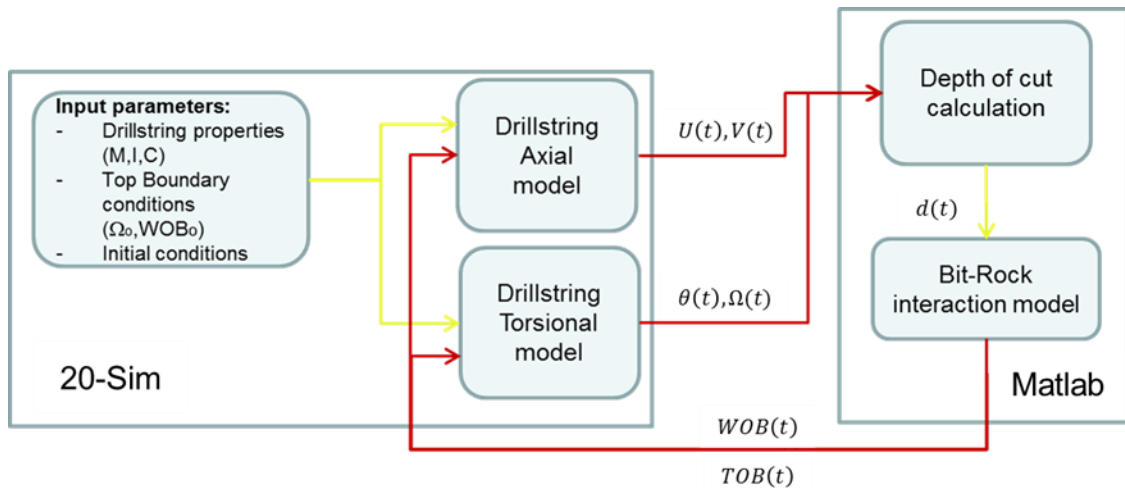 Input parameters:
- Drillstring properties
(M,I,C)
- Top Boundary
conditions
(Ω₀,WOB₀)
- Initial conditions
Drillstring
Axial
model
Drillstring
Torsional
model
20-Sim
U(t),V(t)
θ(t),Ω(t)
Depth of cut
calculation
d(t)
Bit-Rock
interaction model
Matlab
WOB(t)
TOB(t)